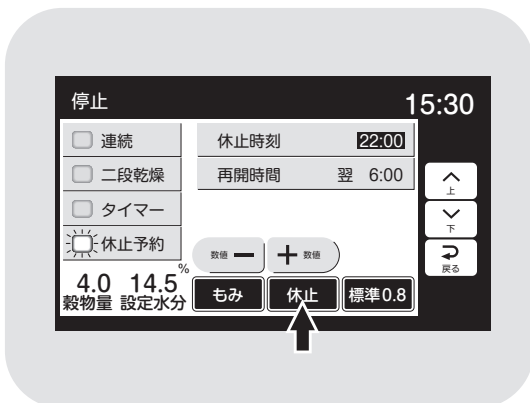 停止 15:30
連続 休止時刻 22:00
二段乾燥 再開時間 翌 6:00
上
タイマー
下
休止予約 数値 − + 数値
戻る
4.0 14.5%
穀物量 設定水分 もみ 休止 標準0.8